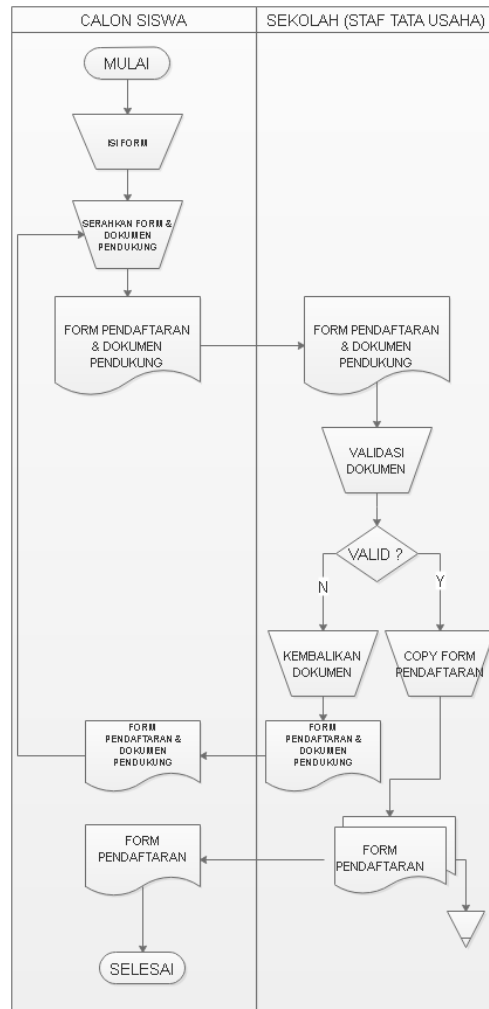 CALON SISWA
SEKOLAH (STAF TATA USAHA)
MULAI
ISI FORM
SERAHKAN FORM &
DOKUMEN
PENDUKUNG
FORM PENDAFTARAN
& DOKUMEN
PENDUKUNG
FORM PENDAFTARAN
& DOKUMEN
PENDUKUNG
VALIDASI
DOKUMEN
VALID ?
N
Y
KEMBALIKAN
DOKUMEN
COPY FORM
PENDAFTARAN
FORM
PENDAFTARAN &
DOKUMEN
PENDUKUNG
FORM
PENDAFTARAN &
DOKUMEN
PENDUKUNG
FORM
PENDAFTARAN
FORM
PENDAFTARAN
SELESAI